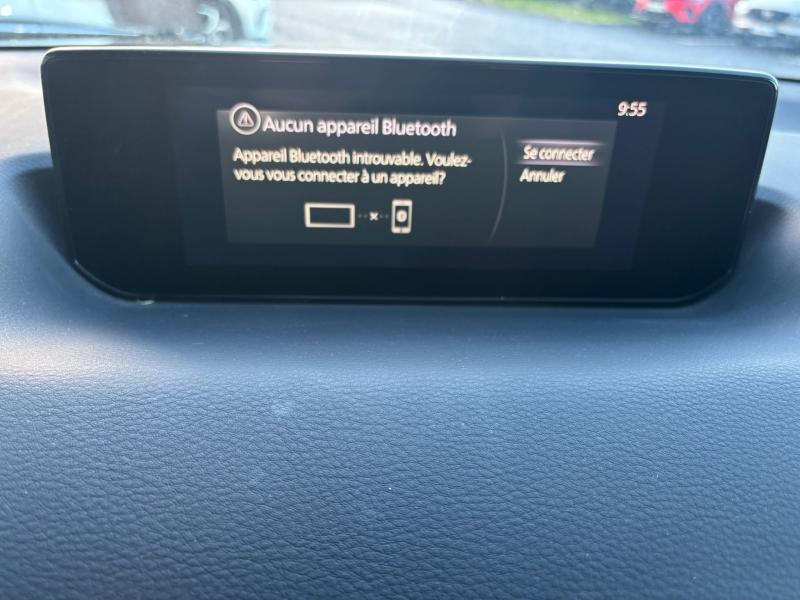 9:55
Aucun appareil Bluetooth
Appareil Bluetooth introuvable. Voulez-
vous vous connecter à un appareil?
Se connecter
Annuler